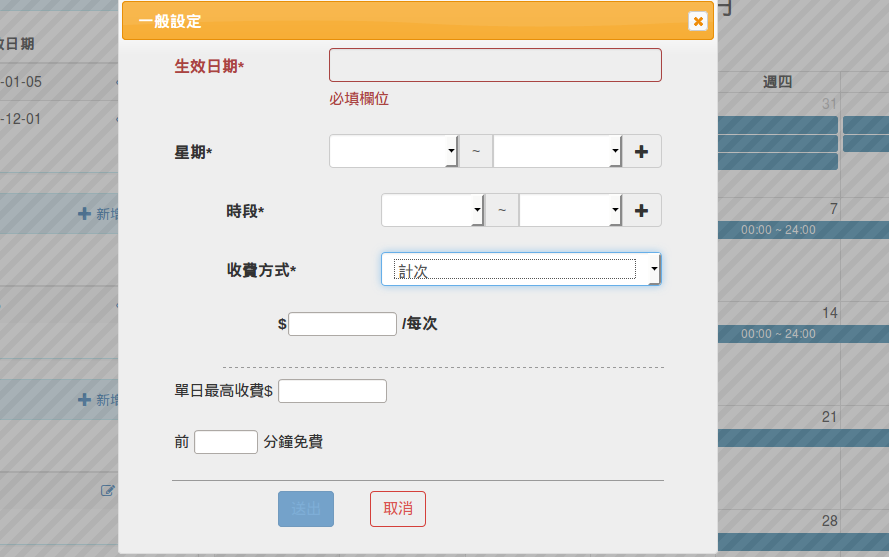 一般設定
日期
生效日期*
-01-05
必填欄位
週四
-12-01
31
星期*
~
時段*
~
新增
7
00:00 ~ 24:00
收費方式*
計次
$ /每次
14
00:00 ~ 24:00
單日最高收費$
新增
21
前 分鐘免費
送出
取消
28